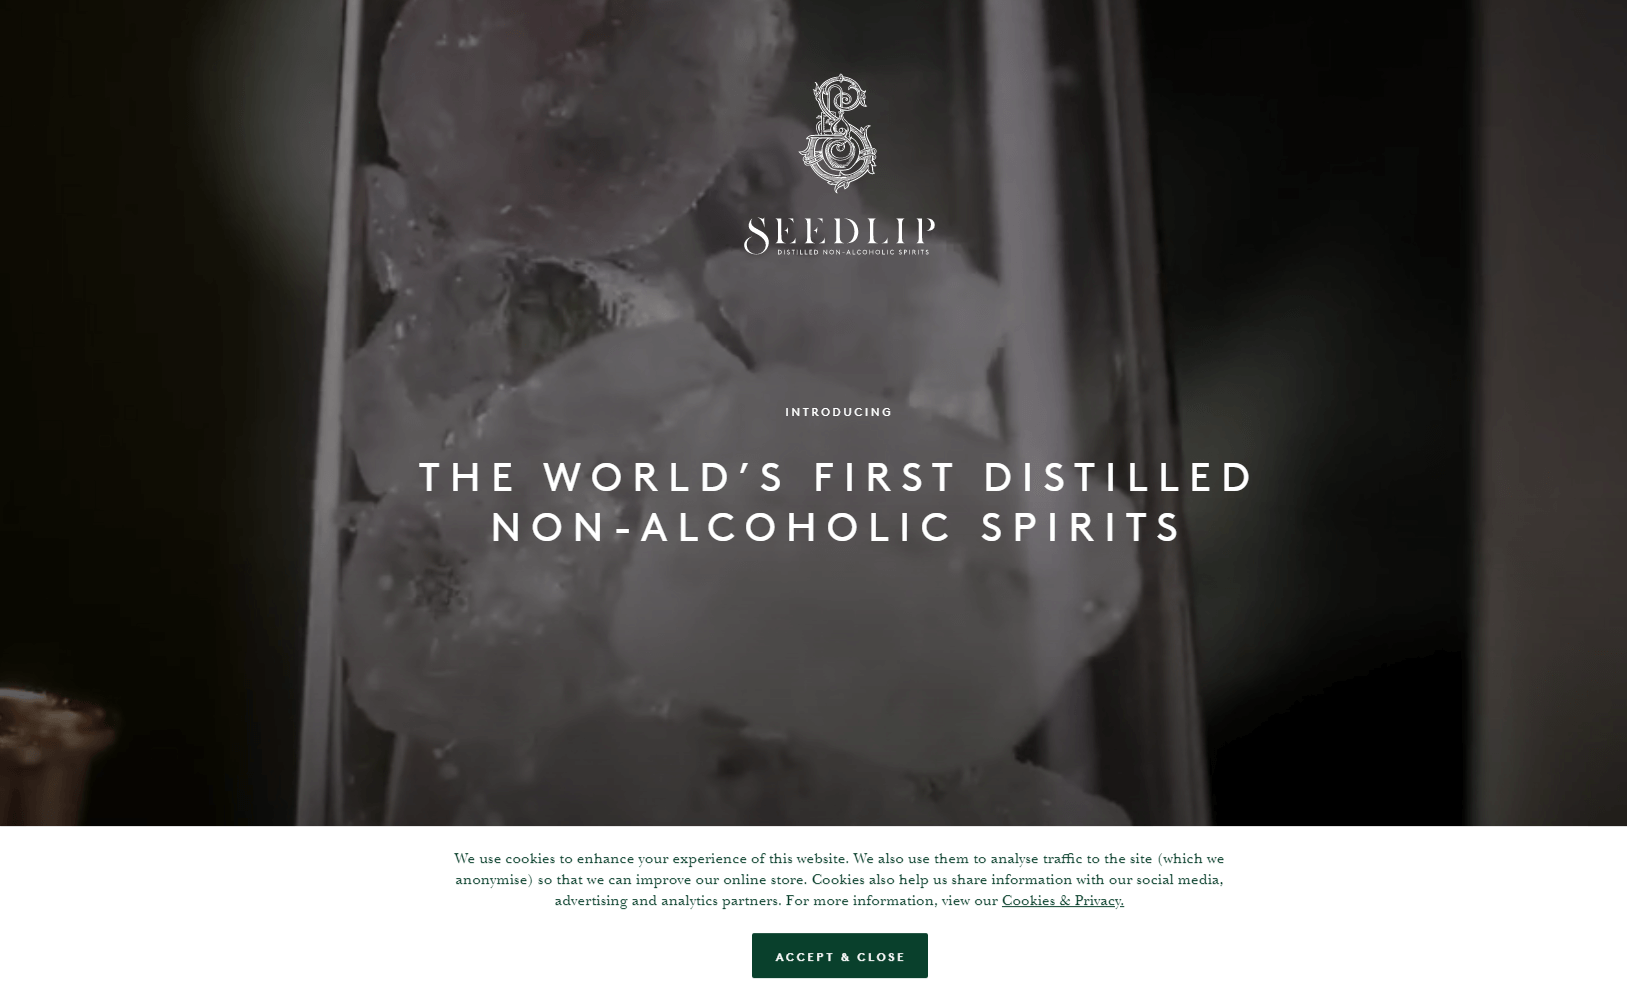 SEEDLIP
DISTILLED NON-ALCOHOLIC SPIRITS
INTRODUCING
THE WORLD’S FIRST DISTILLED
NON-ALCOHOLIC SPIRITS
We use cookies to enhance your experience of this website. We also use them to analyse traffic to the site (which we
anonymise) so that we can improve our online store. Cookies also help us share information with our social media,
advertising and analytics partners. For more information, view our Cookies & Privacy.
ACCEPT & CLOSE